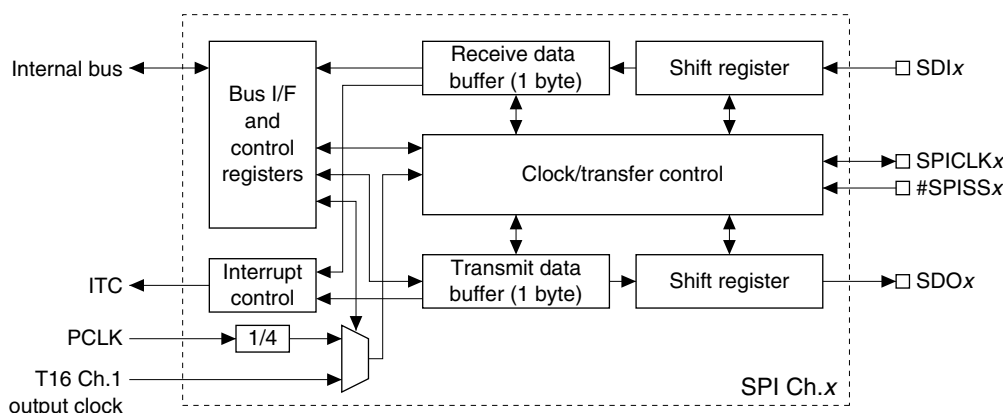 Internal bus
Bus I/F
and
control
registers
Receive data
buffer (1 byte)
Shift register
SDIx
Clock/transfer control
SPICLKx
#SPISSx
ITC
Interrupt
control
Transmit data
buffer (1 byte)
Shift register
SDOx
PCLK
1/4
T16 Ch.1
output clock
SPI Ch.x